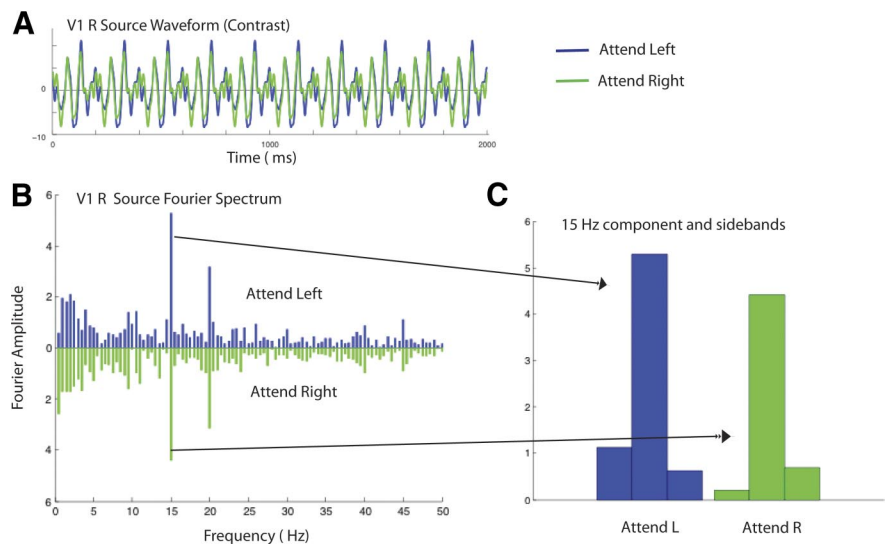 A
V1 R Source Waveform (Contrast)
0
−10
0
1000
2000
Time ( ms)
Attend Left
Attend Right
B
V1 R Source Fourier Spectrum
6
4
2
0
2
4
6
Attend Left
Attend Right
Fourier Amplitude
0 5 10 15 20 25 30 35 40 45 50
Frequency ( Hz)
C
15 Hz component and sidebands
6
5
4
3
2
1
0
Attend L
Attend R